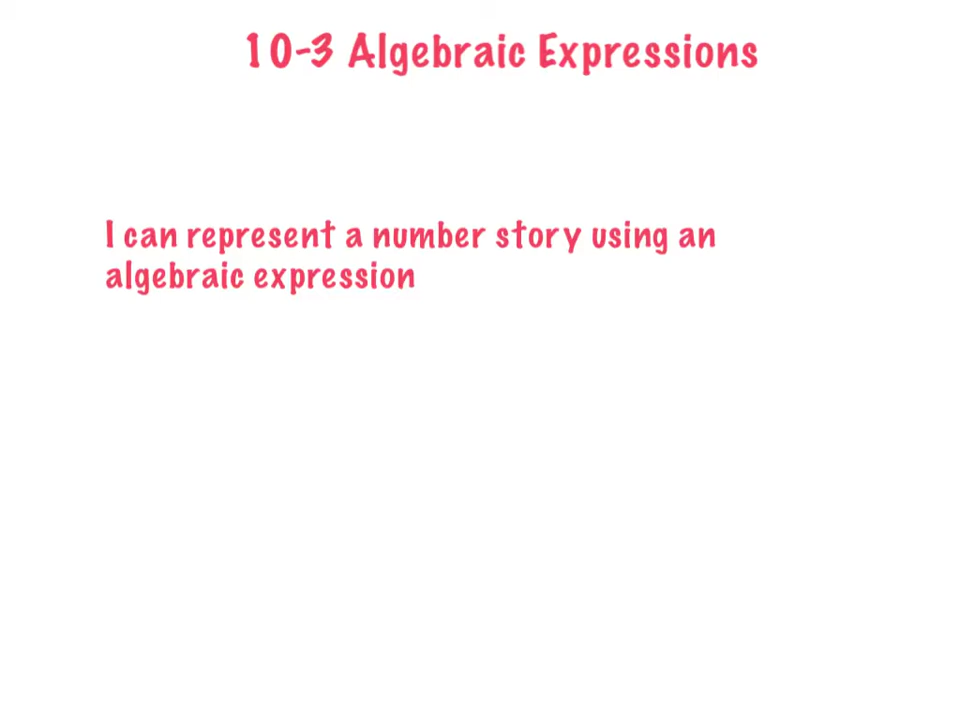 10-3 Algebraic Expressions
I can represent a number story using an
algebraic expression